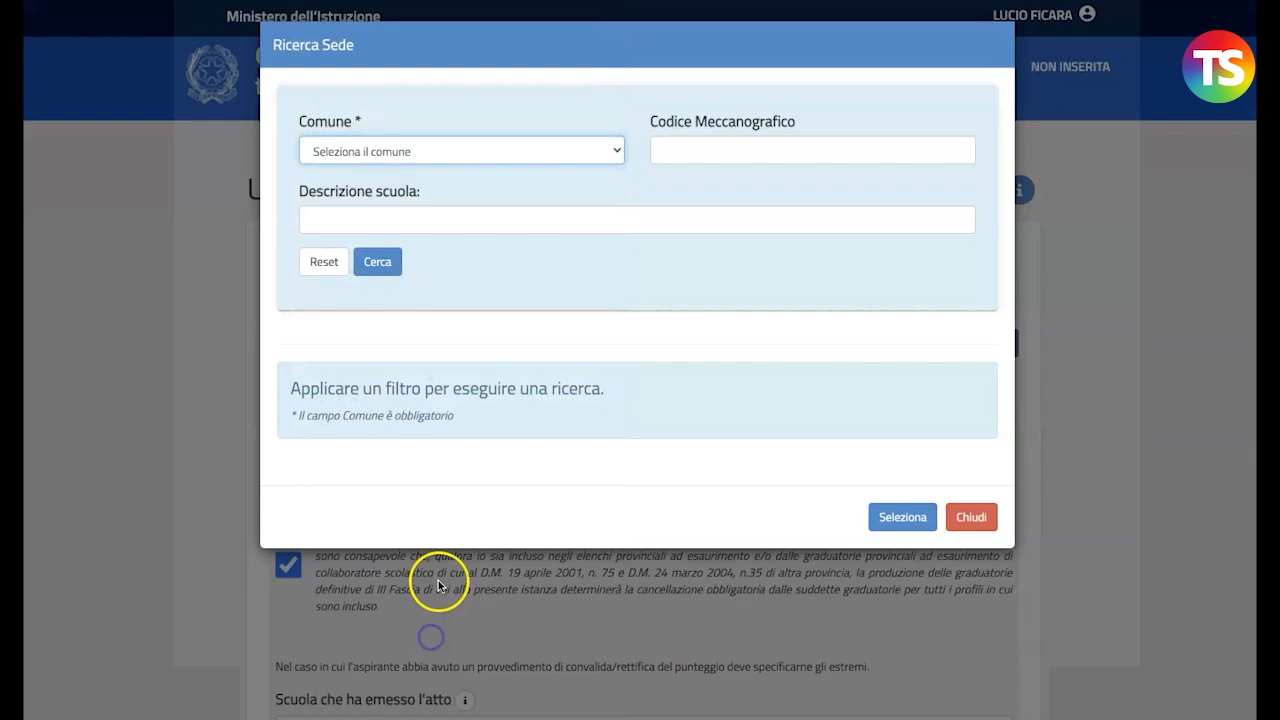 Ministero dell'Istruzione
LUCIO FICARA
Ricerca Sede
NON INSERITA
TS
Comune *
Codice Meccanografico
Seleziona il comune
Descrizione scuola:
Reset
Cerca
Applicare un filtro per eseguire una ricerca.
* Il campo Comune è obbligatorio
Seleziona
Chiudi
sono consapevole che, qualora io sia incluso negli elenchi provinciali ad esaurimento e/o dalle graduatorie provinciali ad esaurimento di
collaboratore scolastico di cui al D.M. 19 aprile 2001, n. 75 e D.M. 24 marzo 2004, n.35 di altra provincia, la produzione delle graduatorie
definitive di III Fascia di cui alla presente istanza determinerà la cancellazione obbligatoria dalle suddette graduatorie per tutti i profili in cui
sono incluso
Nel caso in cui l'aspirante abbia avuto un provvedimento di convalida/rettifica del punteggio deve specificarne gli estremi.
Scuola che ha emesso l'atto